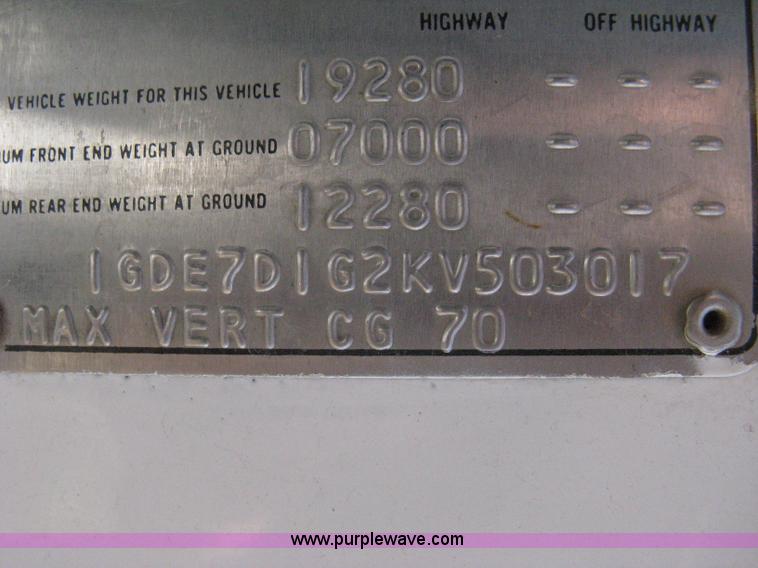 HIGHWAY OFF HIGHWAY
VEHICLE WEIGHT FOR THIS VEHICLE 19280 - - -
UM FRONT END WEIGHT AT GROUND 07000 - - -
UM REAR END WEIGHT AT GROUND 12280 - - -
1GDE7D1G2KV503017
MAX VERT CG 70
www.purplewave.com